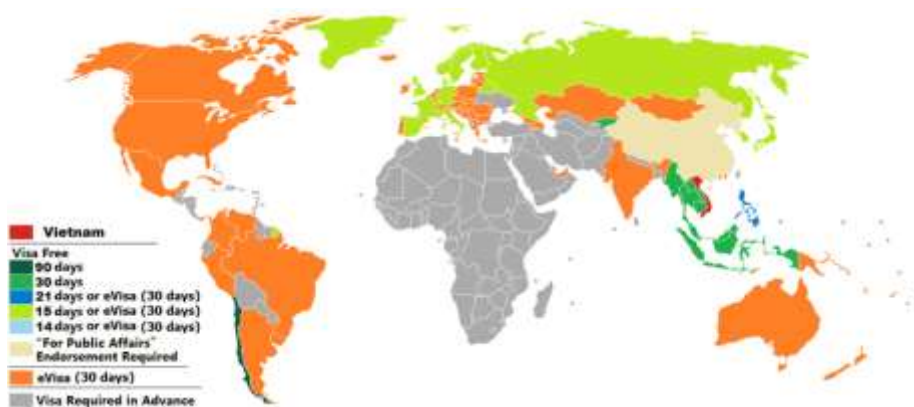 Vietnam
Visa Free
90 days
30 days
21 days or eVisa (30 days)
15 days or eVisa (30 days)
14 days or eVisa (30 days)
"For Public Affairs"
Endorsement Required
eVisa (30 days)
Visa Required in Advance